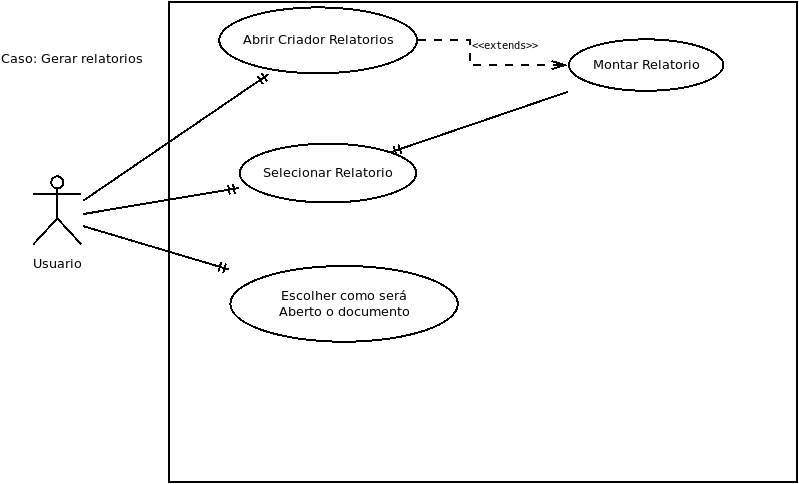 Abrir Criador Relatorios
<<extends>>
Caso: Gerar relatorios
Montar Relatorio
Selecionar Relatorio
Usuario
Escolher como será
Aberto o documento